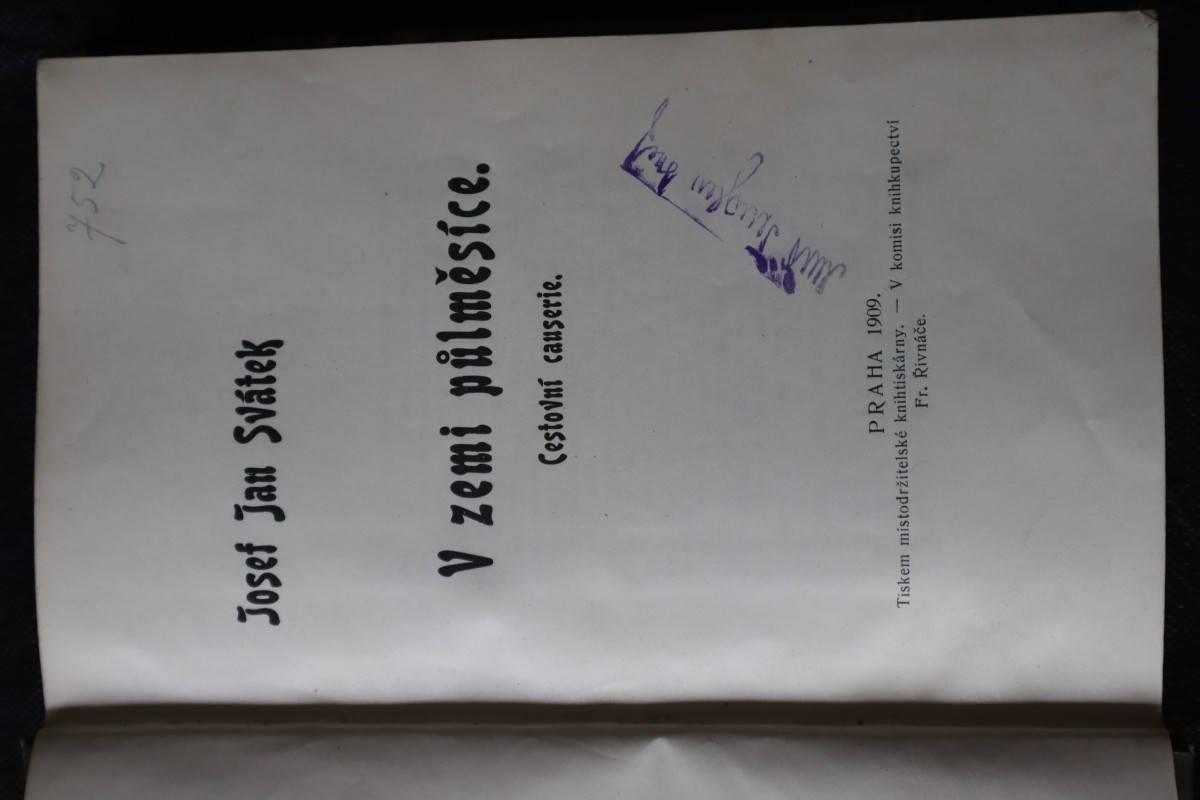 752
Josef Jan Svátek
V zemi půlměsíce.
Cestovní causerie.
PRAHA 1909.
Tiskem místodržitelské knihtiskárny. — V komisi knihkupectví
Fr. Řivnáče.